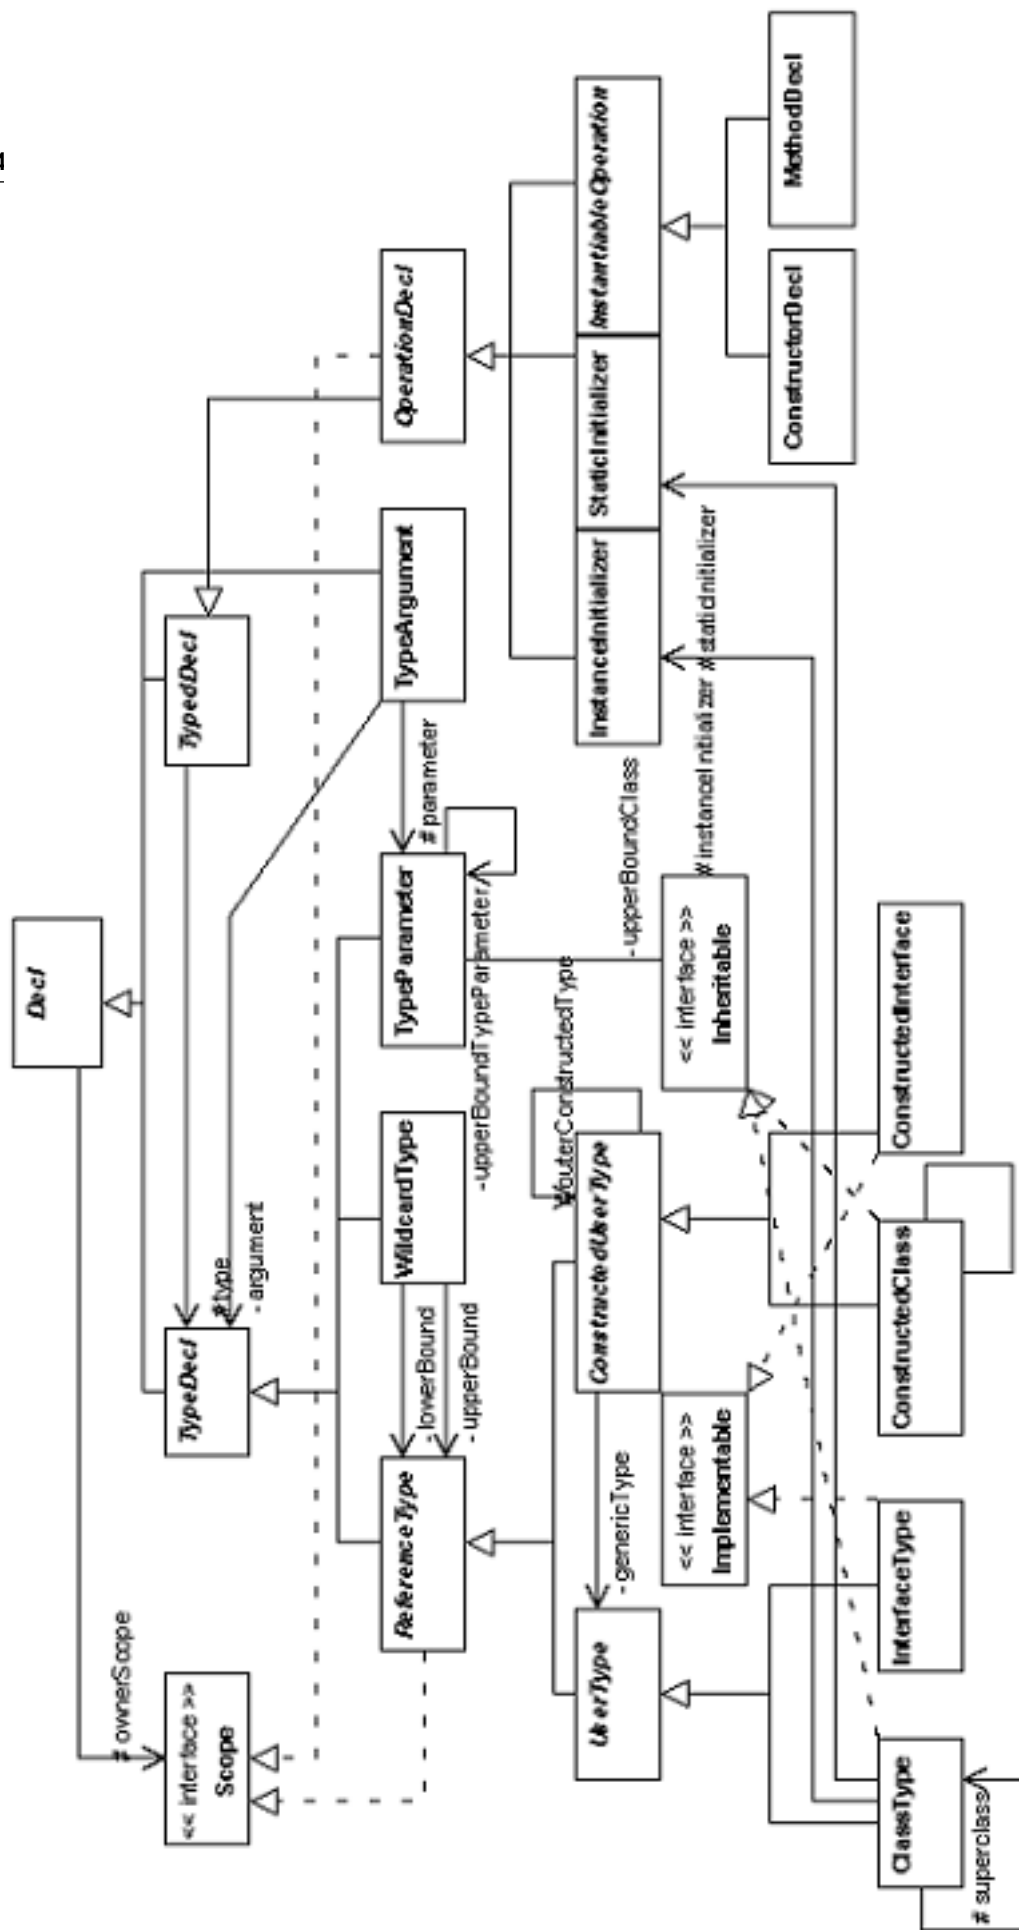 Decl
# ownerScope
<< interface >>
Scope
TypeDecl
# type
- argument
TypedDecl
ReferenceType
- lowerBound
- upperBound
WildcardType
TypeParameter
- upperBoundTypeParameter
# parameter
TypeArgument
OperationDecl
UserType
- genericType
ConstructedUserType
outerConstructedType
- upperBoundClass
InstanceInitializer
StaticInitializer
InstantiableOperation
<< interface >>
Implementable
<< interface >>
Inheritable
# instanceInitializer
# staticInitializer
ConstructorDecl
MethodDecl
ClassType
# superclass
InterfaceType
ConstructedClass
ConstructedInterface